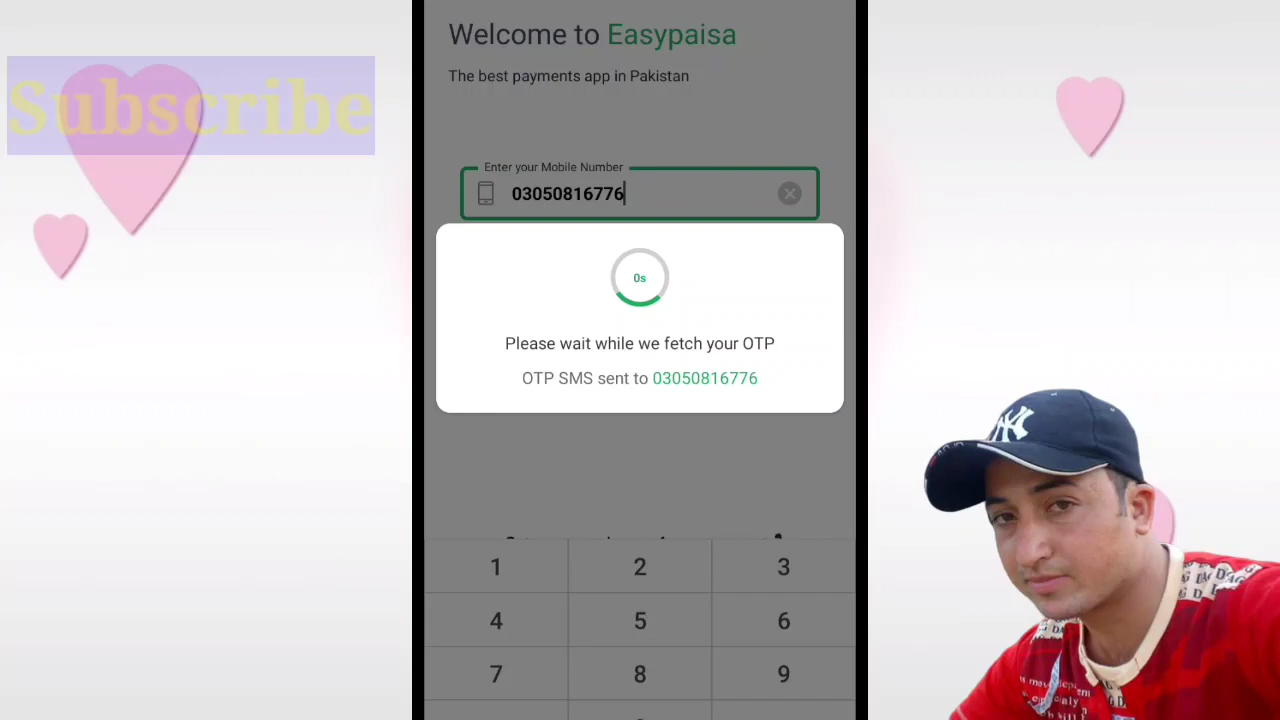 Subscribe
Welcome to Easypaisa
The best payments app in Pakistan
Enter your Mobile Number
03050816776
0s
Please wait while we fetch your OTP
OTP SMS sent to 03050816776
1 2 3
4 5 6
7 8 9
NY